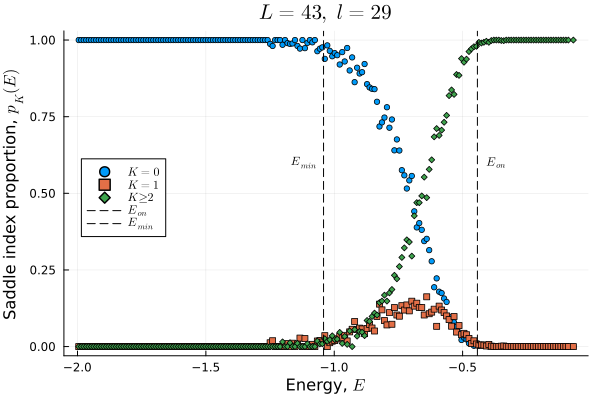 L = 43, l = 29
Saddle index proportion, p_K(E)
1.00
0.75
0.50
0.25
0.00
E_min
E_on
K = 0
K = 1
K ≥ 2
E_on
E_min
−2.0 −1.5 −1.0 −0.5
Energy, E